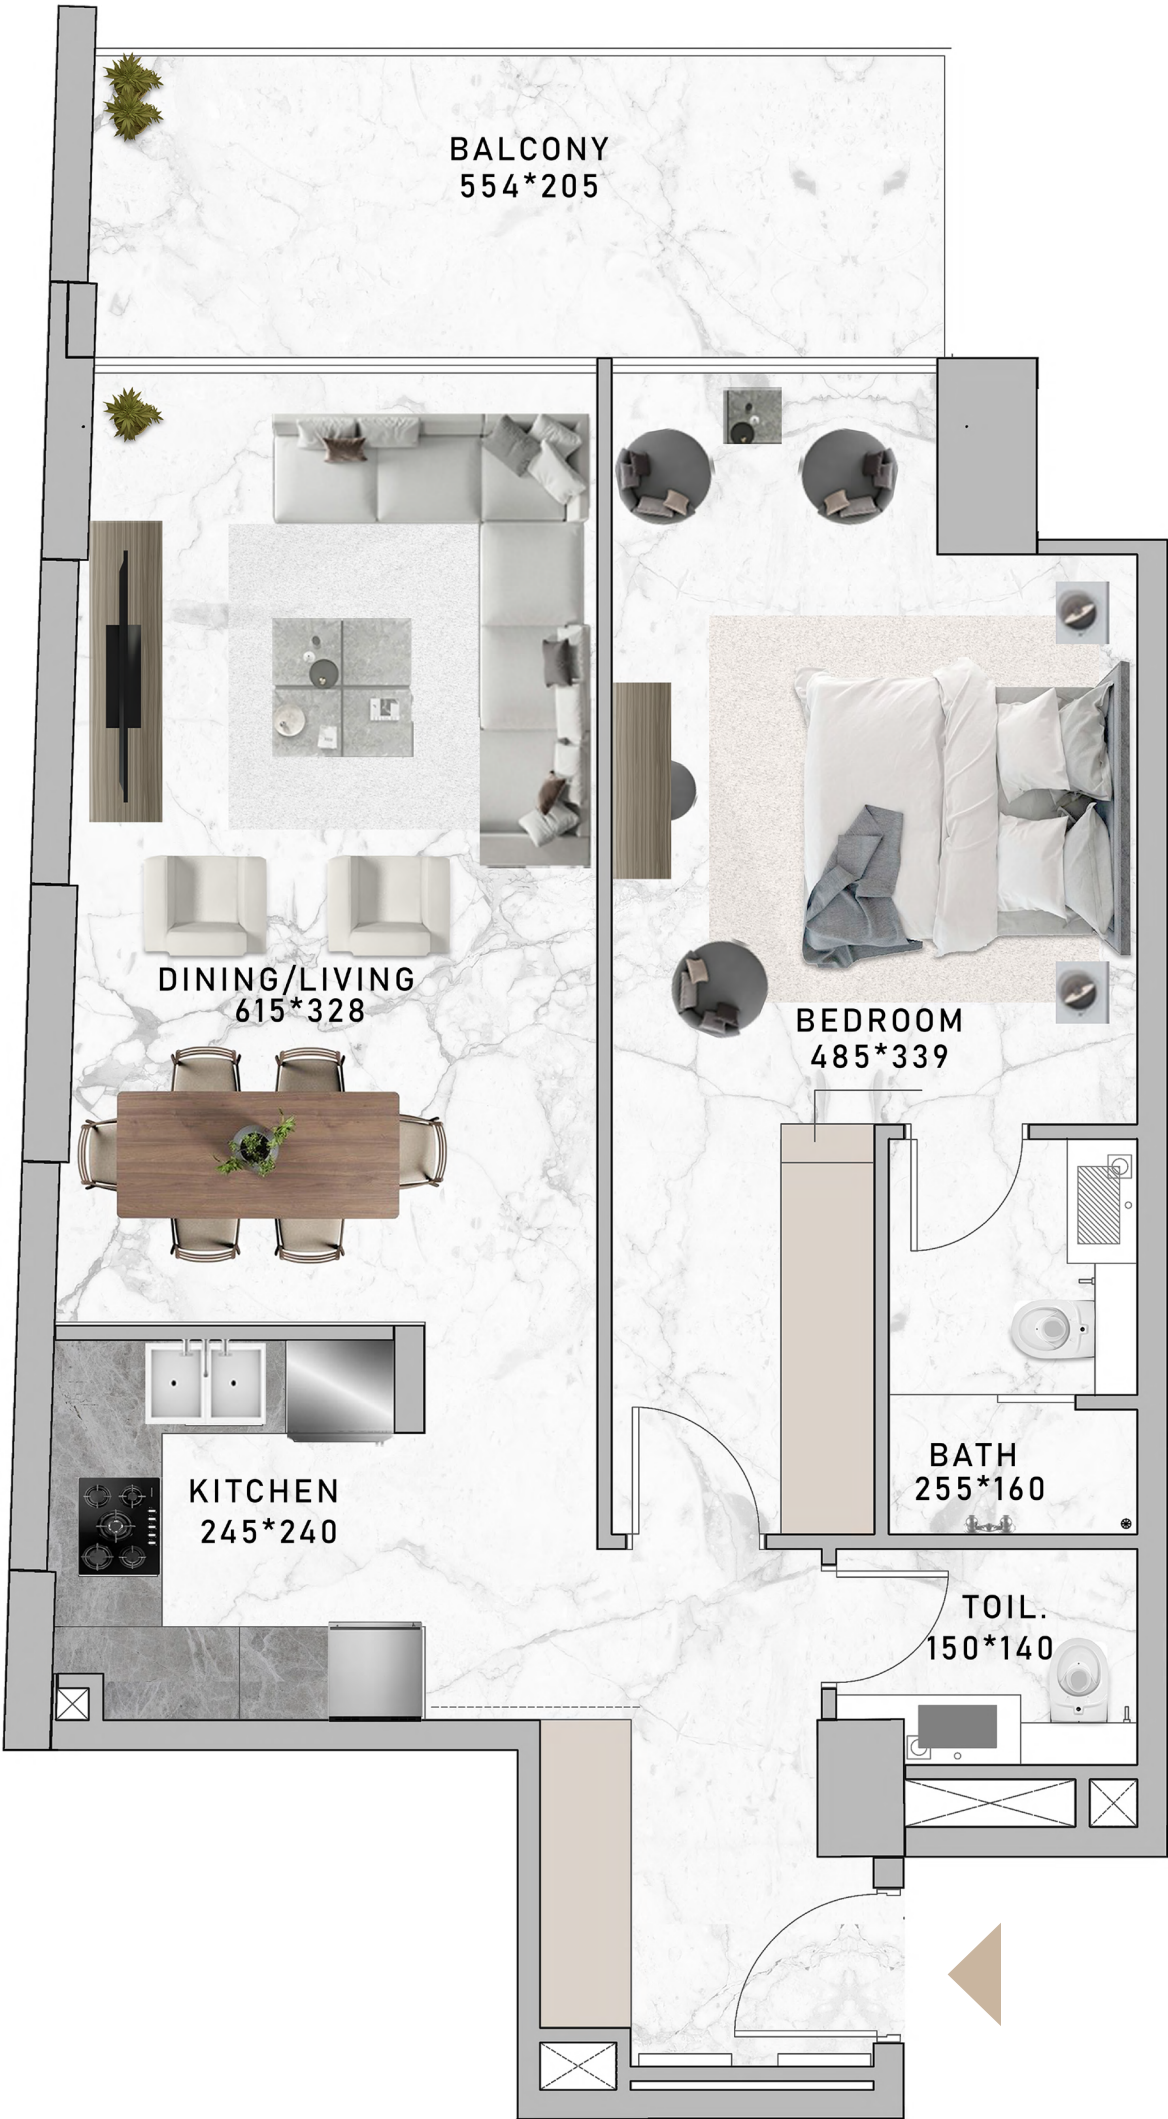 BALCONY
554*205
DINING/LIVING
615*328
BEDROOM
485*339
KITCHEN
245*240
BATH
255*160
TOIL.
150*140